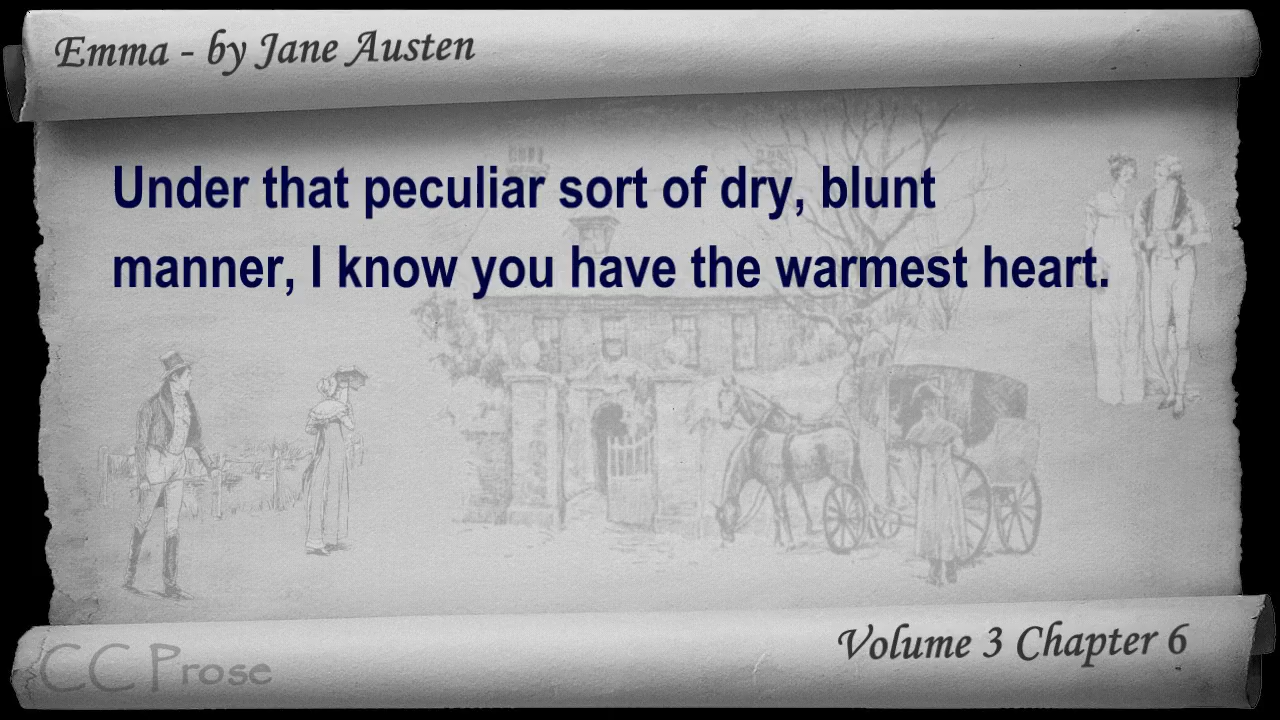 Emma - by Jane Austen
Under that peculiar sort of dry, blunt
manner, I know you have the warmest heart.
Volume 3 Chapter 6
CC Prose